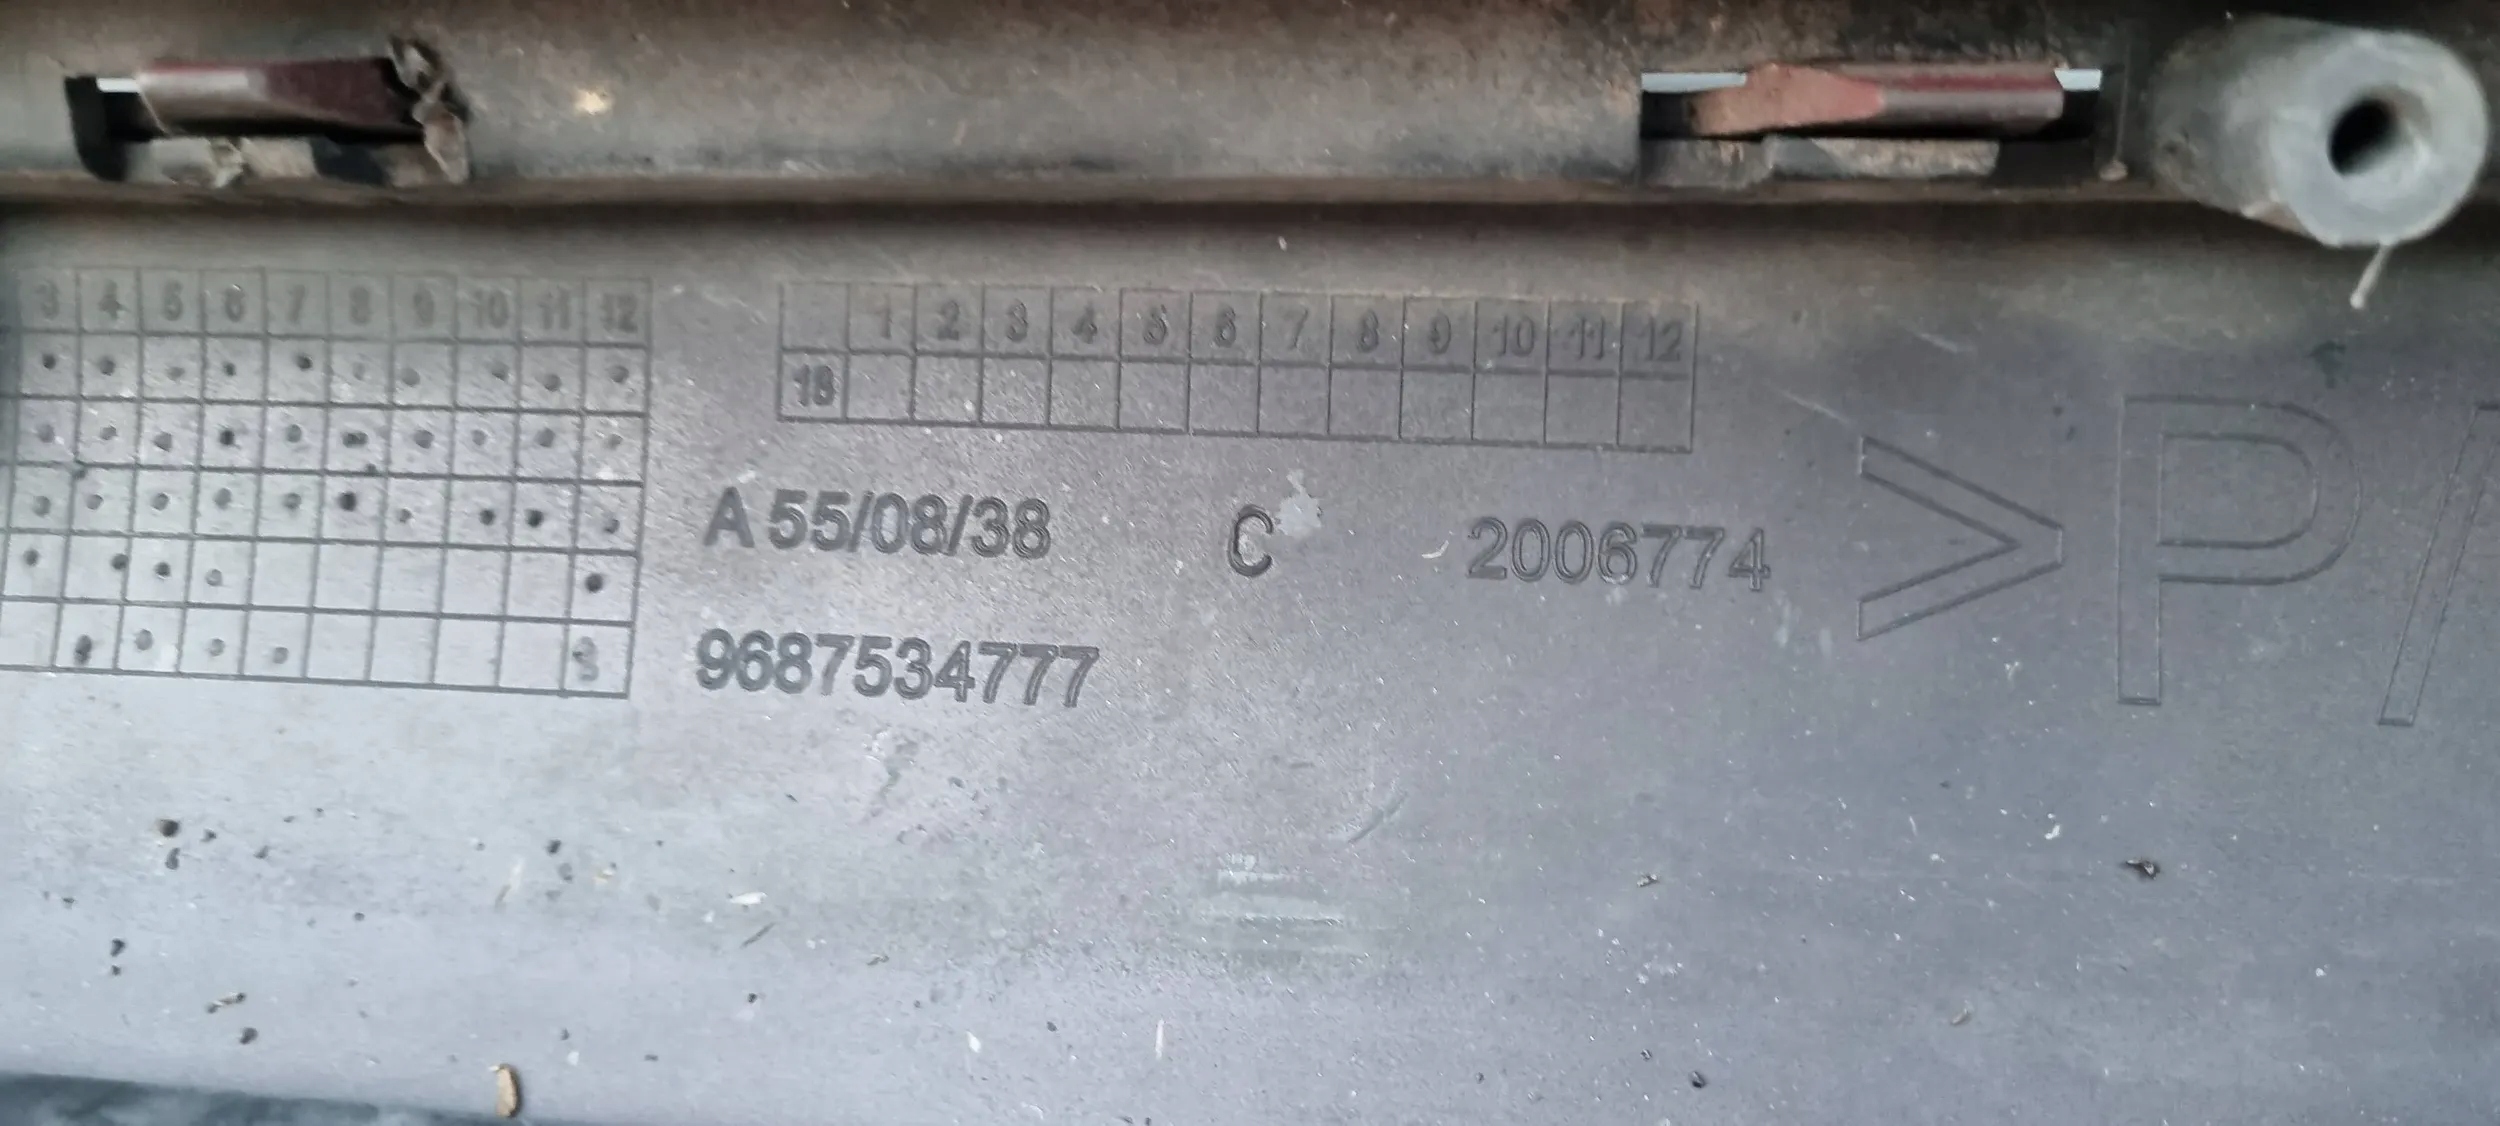 3 4 5 6 7 8 9 10 11 12
1 2 3 4 5 6 7 8 9 10 11 12
18
A 55/08/38 C 2006774
9687534777
>P/